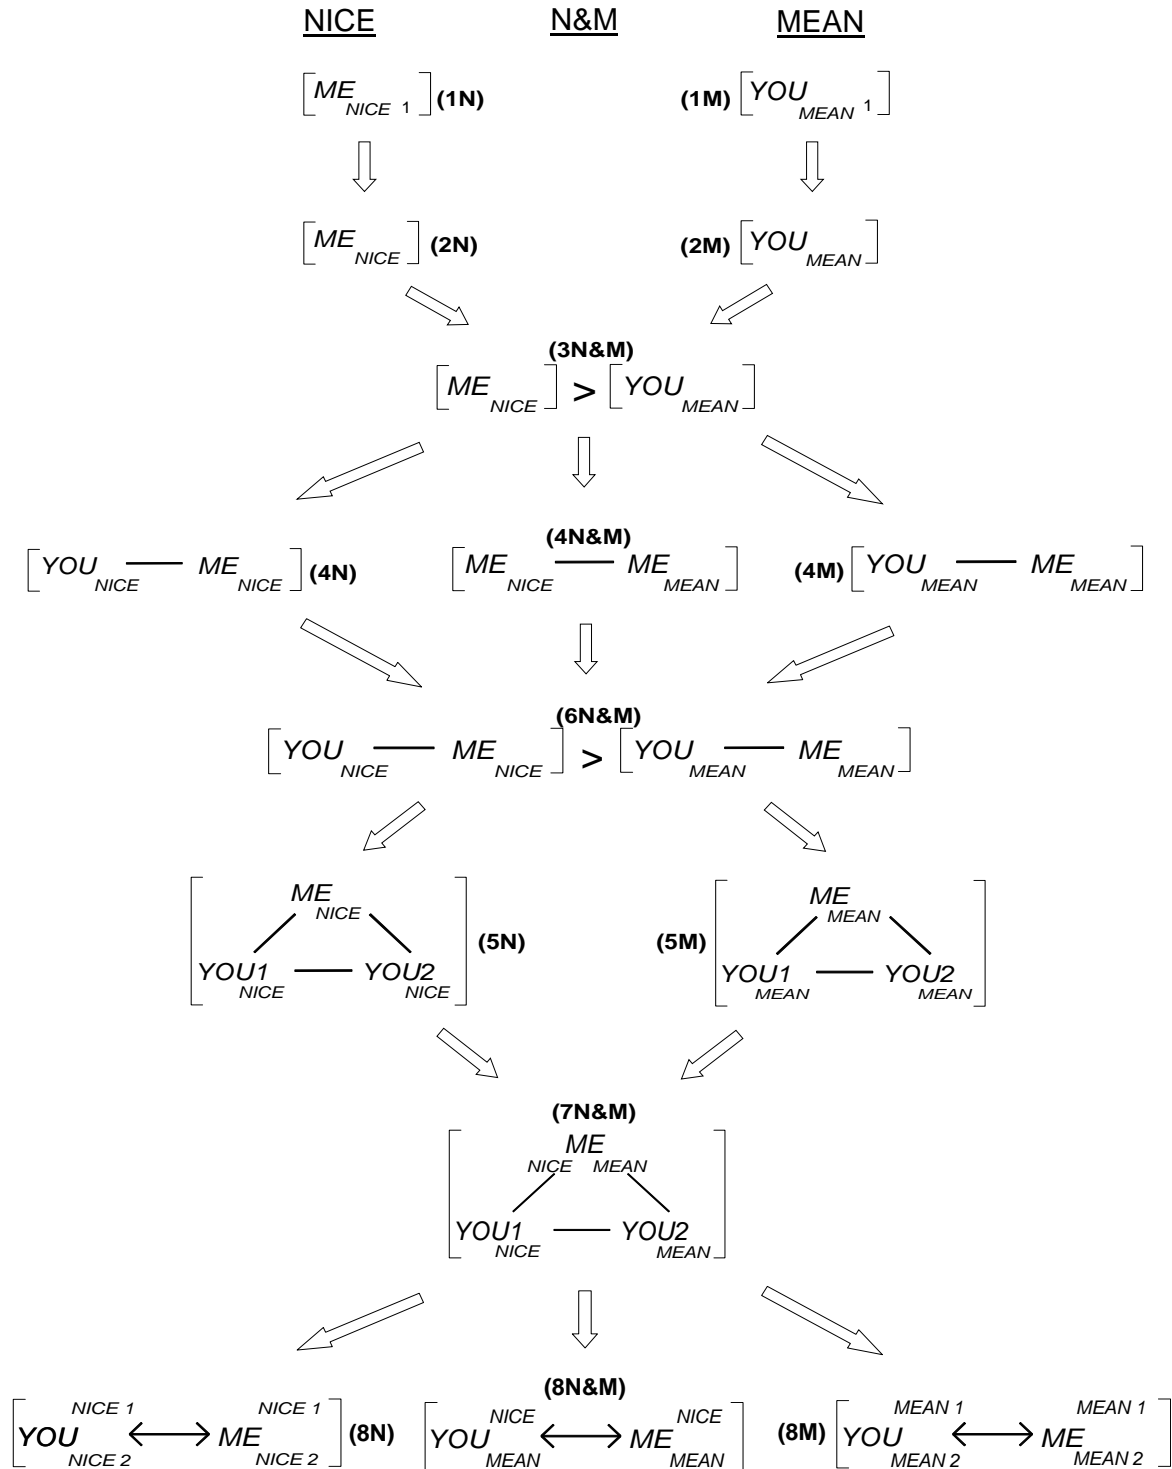 NICE N&M MEAN
[ME NICE 1] (1N) (1M) [YOU MEAN 1]
[ME NICE] (2N) (2M) [YOU MEAN]
(3N&M)
[ME NICE] > [YOU MEAN]
(4N&M)
[YOU NICE — ME NICE] (4N) [ME NICE — ME MEAN] (4M) [YOU MEAN — ME MEAN]
(6N&M)
[YOU NICE — ME NICE] > [YOU MEAN — ME MEAN]
ME NICE ME MEAN
(5N) (5M)
YOU1 NICE — YOU2 NICE YOU1 MEAN — YOU2 MEAN
(7N&M)
ME
NICE MEAN
YOU1 NICE — YOU2 MEAN
(8N&M)
NICE 1 NICE 1 NICE NICE MEAN 1 MEAN 1
[YOU ↔ ME] (8N) [YOU ↔ ME] (8M) [YOU ↔ ME]
NICE 2 NICE 2 MEAN MEAN MEAN 2 MEAN 2